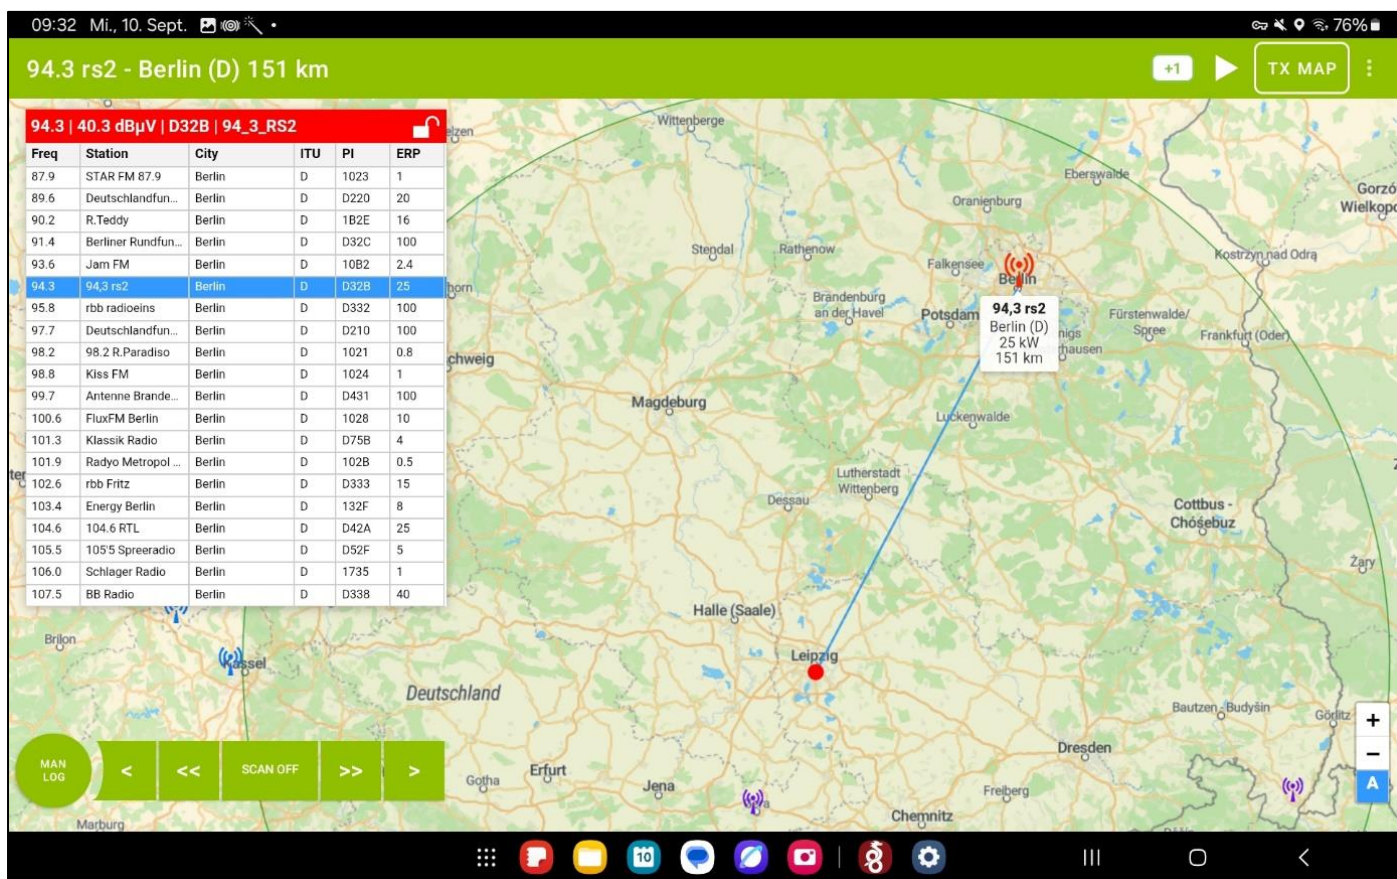 09:32 Mi., 10. Sept.
76%
94.3 rs2 - Berlin (D) 151 km
+1
TX MAP
94.3 | 40.3 dBµV | D32B | 94_3_RS2
Freq Station City ITU PI ERP
87.9 STAR FM 87.9 Berlin D 1023 1
89.6 Deutschlandfun... Berlin D D220 20
90.2 R.Teddy Berlin D 1B2E 16
91.4 Berliner Rundfun... Berlin D D32C 100
93.6 Jam FM Berlin D 10B2 2.4
94.3 94,3 rs2 Berlin D D32B 25
95.8 rbb radioeins Berlin D D332 100
97.7 Deutschlandfun... Berlin D D210 100
98.2 98.2 R.Paradiso Berlin D 1021 0.8
98.8 Kiss FM Berlin D 1024 1
99.7 Antenne Brande... Berlin D D431 100
100.6 FluxFM Berlin Berlin D 1028 10
101.3 Klassik Radio Berlin D D75B 4
101.9 Radyo Metropol ... Berlin D 102B 0.5
102.6 rbb Fritz Berlin D D333 15
103.4 Energy Berlin Berlin D 132F 8
104.6 104.6 RTL Berlin D D42A 25
105.5 105'5 Spreeradio Berlin D D52F 5
106.0 Schlager Radio Berlin D 1735 1
107.5 BB Radio Berlin D D338 40
Wittenberge
elzen
Eberswalde
Gorzó
Wielkopo
Oranienburg
Stendal
Rathenow
Falkensee
Kostrzyn nad Odrą
Berlin
horn
Brandenburg
an der Havel
Potsdam
94,3 rs2
Berlin (D)
25 kW
151 km
nigs
hausen
Fürstenwalde/
Spree
Frankfurt (Oder)
chweig
Magdeburg
Luckenwalde
ter
Lutherstadt
Wittenberg
Dessau
Cottbus -
Chóśebuz
Żary
Halle (Saale)
Leipzig
Brilon
Kassel
Deutschland
Bautzen - Budyšin
Görlitz
+
−
A
Dresden
MAN
LOG
<
<<
SCAN OFF
>>
>
Gotha
Erfurt
Jena
Freiberg
Chemnitz
Marburg
10